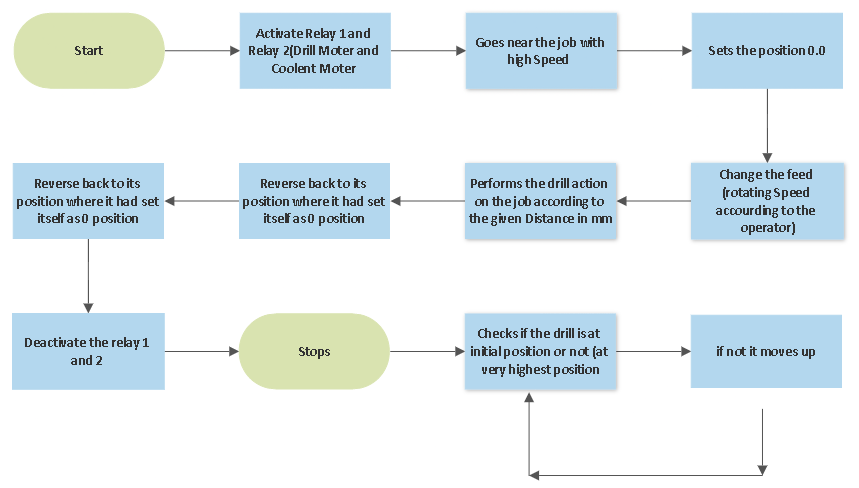 Start
Activate Relay 1 and
Relay 2(Drill Moter and
Coolent Moter
Goes near the job with
high Speed
Sets the position 0.0
Change the feed
(rotating Speed
accourding to the
operator)
Performs the drill action
on the job according to
the given Distance in mm
Reverse back to its
position where it had set
itself as 0 position
Reverse back to its
position where it had set
itself as 0 position
Deactivate the relay 1
and 2
Stops
Checks if the drill is at
initial position or not (at
very highest position
if not it moves up